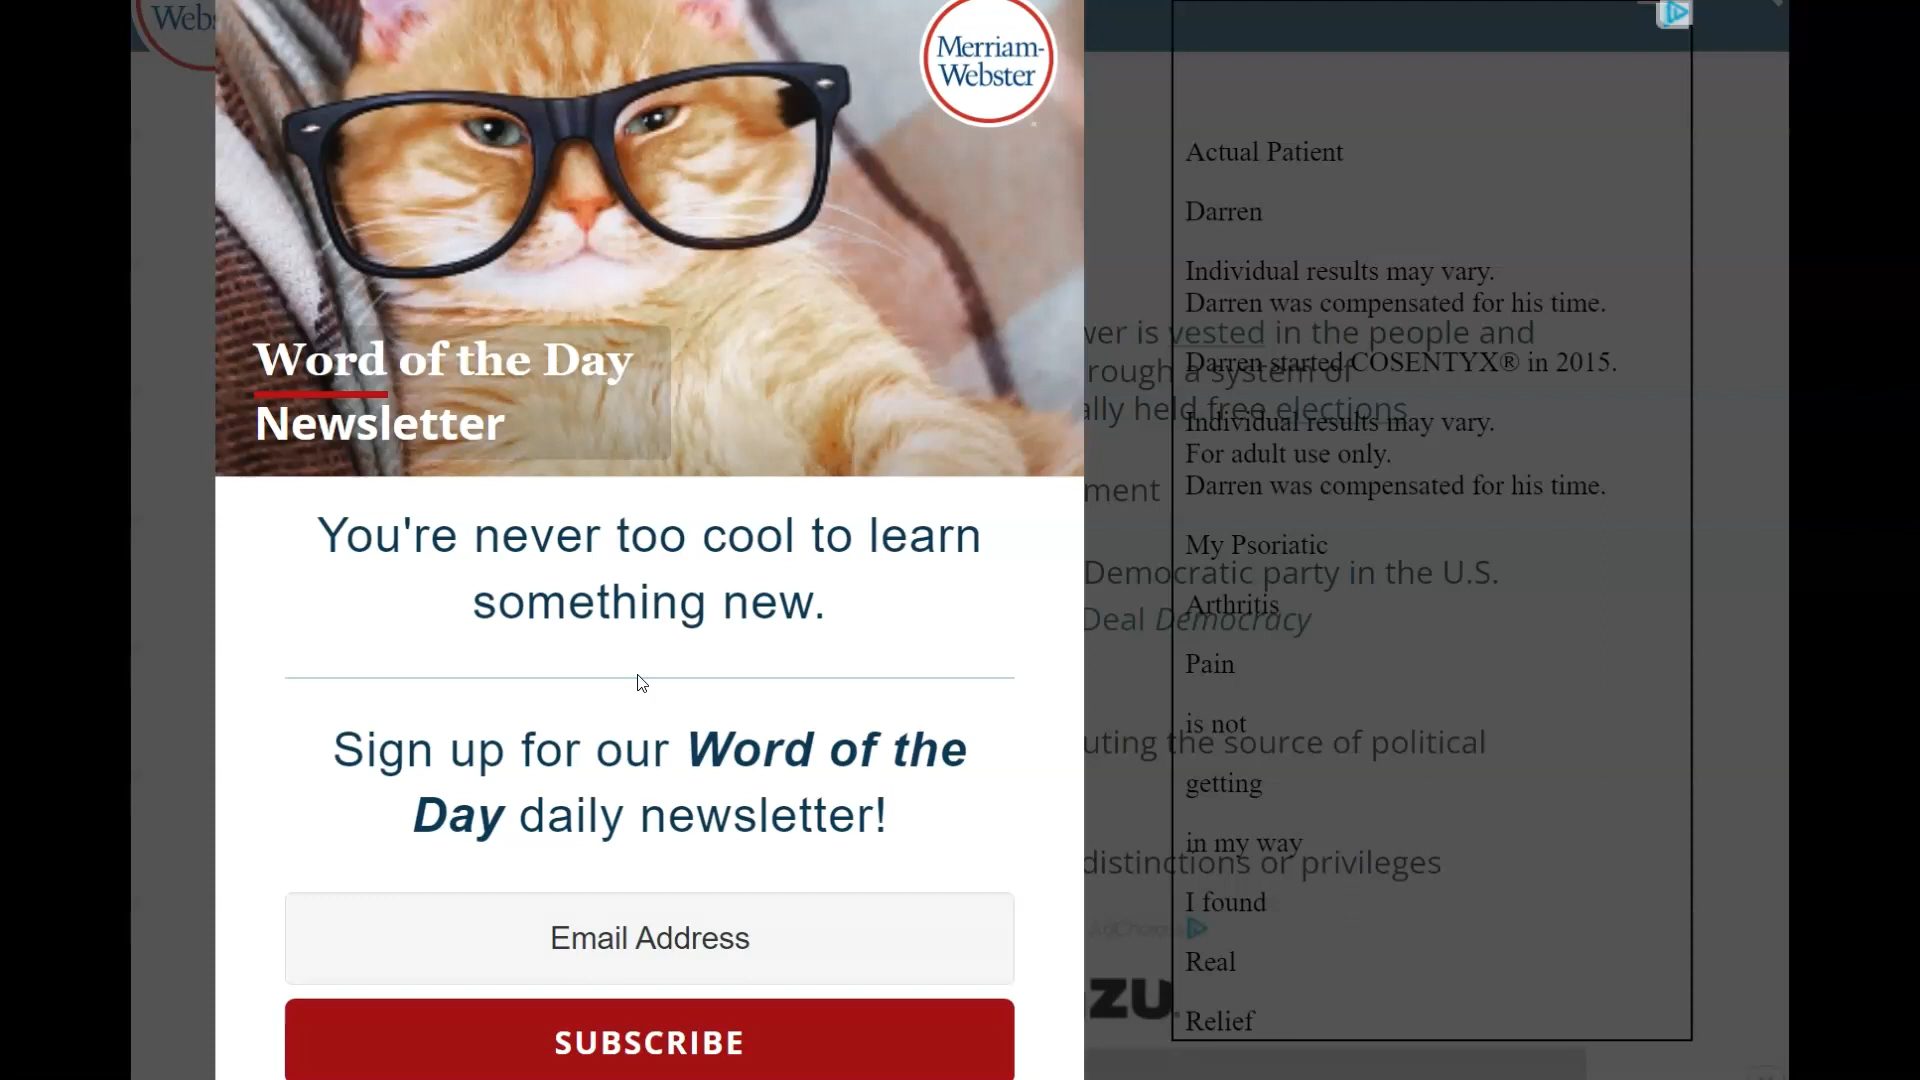 Web
Merriam-
Webster
Word of the Day
Newsletter
You're never too cool to learn
something new.
Sign up for our Word of the
Day daily newsletter!
Email Address
SUBSCRIBE
Actual Patient
Darren
Individual results may vary.
Darren was compensated for his time.
wer is vested in the people and
Darren started COSENTYX® in 2015.
rough a system of
ally held free elections
Individual results may vary.
For adult use only.
Darren was compensated for his time.
ment
My Psoriatic
Democratic party in the U.S.
Arthritis
Deal Democracy
Pain
is not
uting the source of political
getting
in my way
distinctions or privileges
I found
AdChoices
Real
ZU
Relief